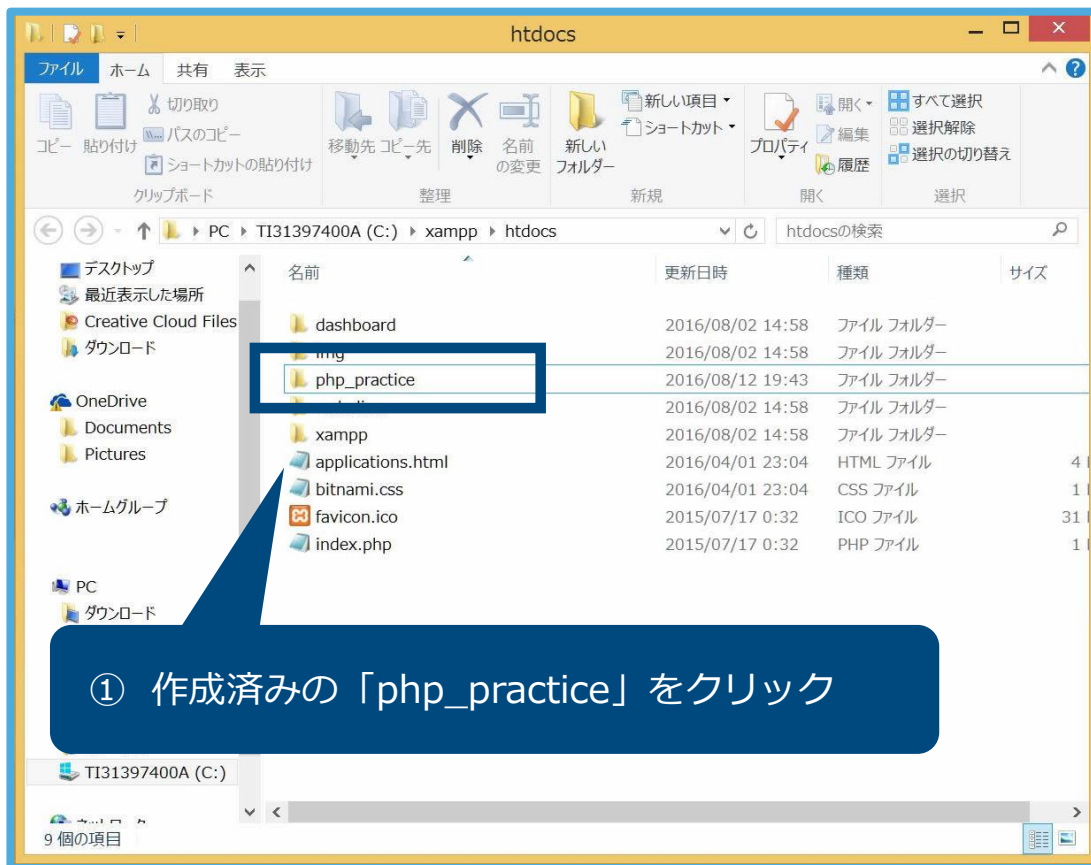 htdocs
ファイル ホーム 共有 表示
コピー 貼り付け 切り取り パスのコピー ショートカットの貼り付け
移動先 コピー先 削除 名前の変更 新しいフォルダー
新しい項目 ショートカット
プロパティ 開く 編集 履歴
すべて選択 選択解除 選択の切り替え
クリップボード 整理 新規 開く 選択
PC TI31397400A (C:) xampp htdocs htdocsの検索
デスクトップ
最近表示した場所
Creative Cloud Files
ダウンロード
OneDrive
Documents
Pictures
ホームグループ
PC
ダウンロード
TI31397400A (C:)
名前 更新日時 種類 サイズ
dashboard 2016/08/02 14:58 ファイル フォルダー
img 2016/08/02 14:58 ファイル フォルダー
php_practice 2016/08/12 19:43 ファイル フォルダー
2016/08/02 14:58 ファイル フォルダー
xampp 2016/08/02 14:58 ファイル フォルダー
applications.html 2016/04/01 23:04 HTML ファイル 4
bitnami.css 2016/04/01 23:04 CSS ファイル 1
favicon.ico 2015/07/17 0:32 ICO ファイル 31
index.php 2015/07/17 0:32 PHP ファイル 1
① 作成済みの「php_practice」をクリック
9 個の項目